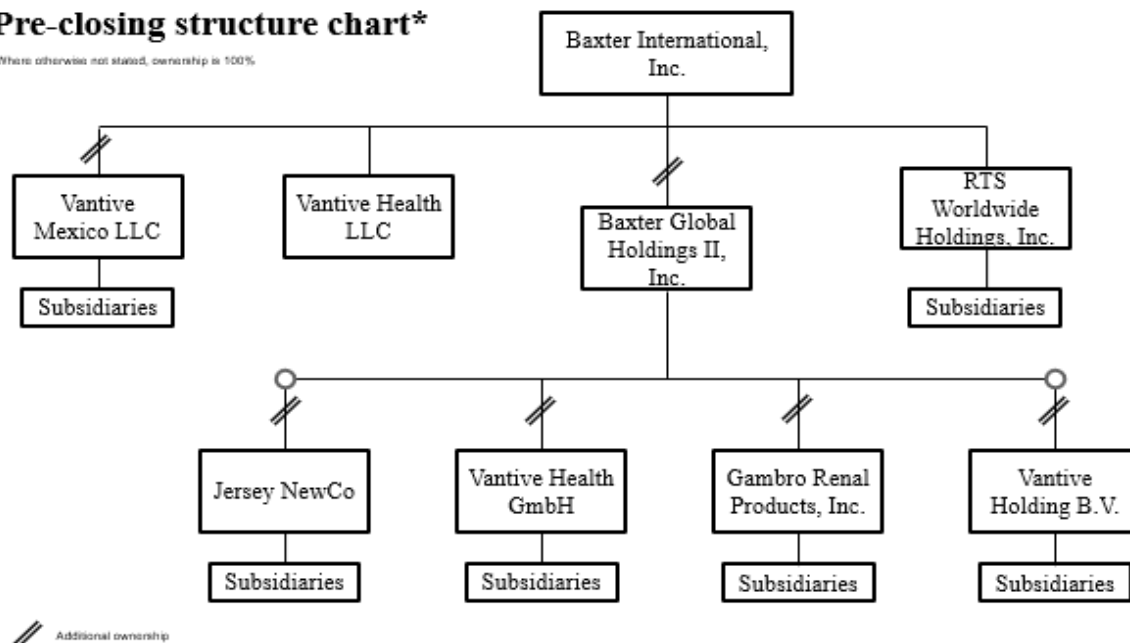 Pre-closing structure chart*
Where otherwise not stated, ownership is 100%
Baxter International,
Inc.
Vantive
Mexico LLC
Vantive Health
LLC
Baxter Global
Holdings II,
Inc.
RTS
Worldwide
Holdings, Inc.
Subsidiaries
Subsidiaries
Jersey NewCo
Vantive Health
GmbH
Gambro Renal
Products, Inc.
Vantive
Holding B.V.
Subsidiaries
Subsidiaries
Subsidiaries
Subsidiaries
Additional ownership